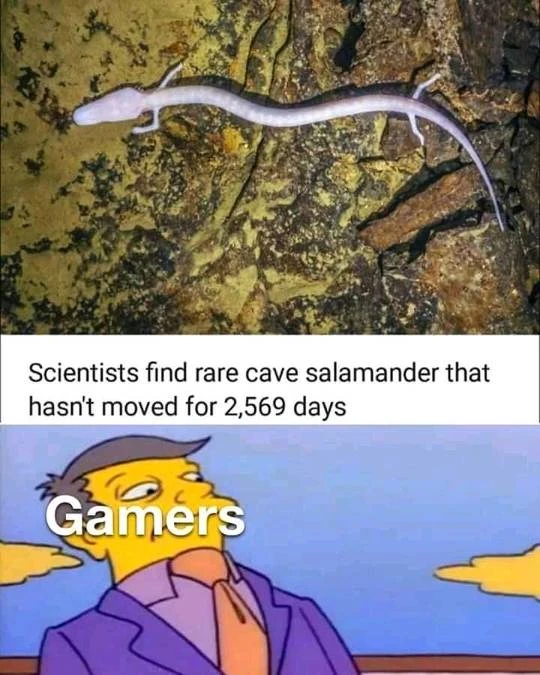 Scientists find rare cave salamander that
hasn't moved for 2,569 days
Gamers